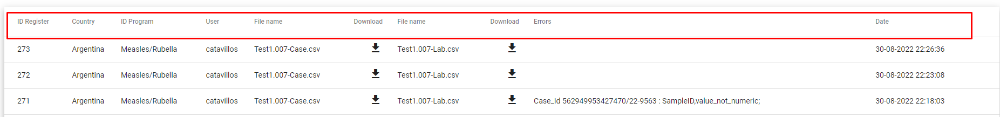 ID Register Country ID Program User File name Download File name Download Errors Date
273 Argentina Measles/Rubella catavillos Test1.007-Case.csv Test1.007-Lab.csv 30-08-2022 22:26:36
272 Argentina Measles/Rubella catavillos Test1.007-Case.csv Test1.007-Lab.csv 30-08-2022 22:23:08
271 Argentina Measles/Rubella catavillos Test1.007-Case.csv Test1.007-Lab.csv Case_Id 562949953427470/22-9563 : SampleID,value_not_numeric; 30-08-2022 22:18:03